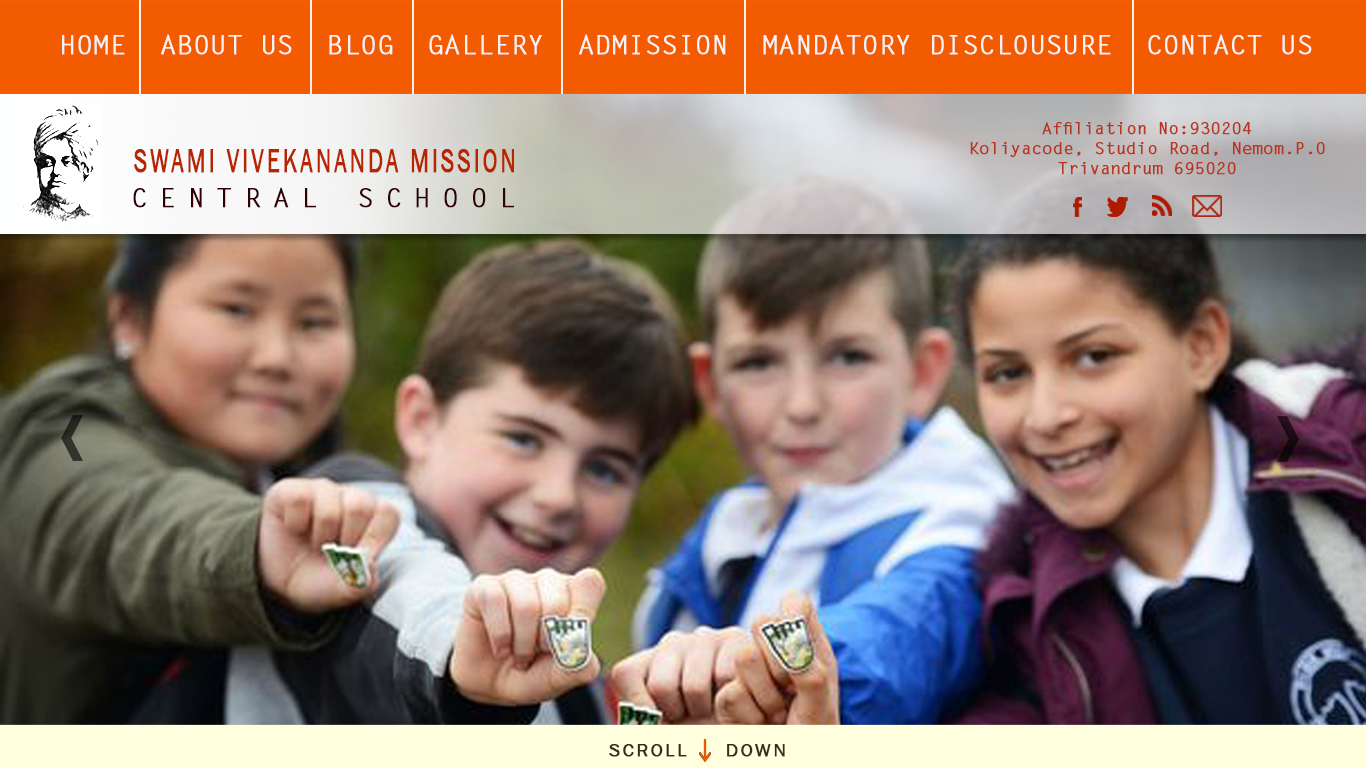 HOME ABOUT US BLOG GALLERY ADMISSION MANDATORY DISCLOUSURE CONTACT US
SWAMI VIVEKANANDA MISSION
CENTRAL SCHOOL
Affiliation No:930204
Koliyacode, Studio Road, Nemom.P.O
Trivandrum 695020
SCROLL DOWN